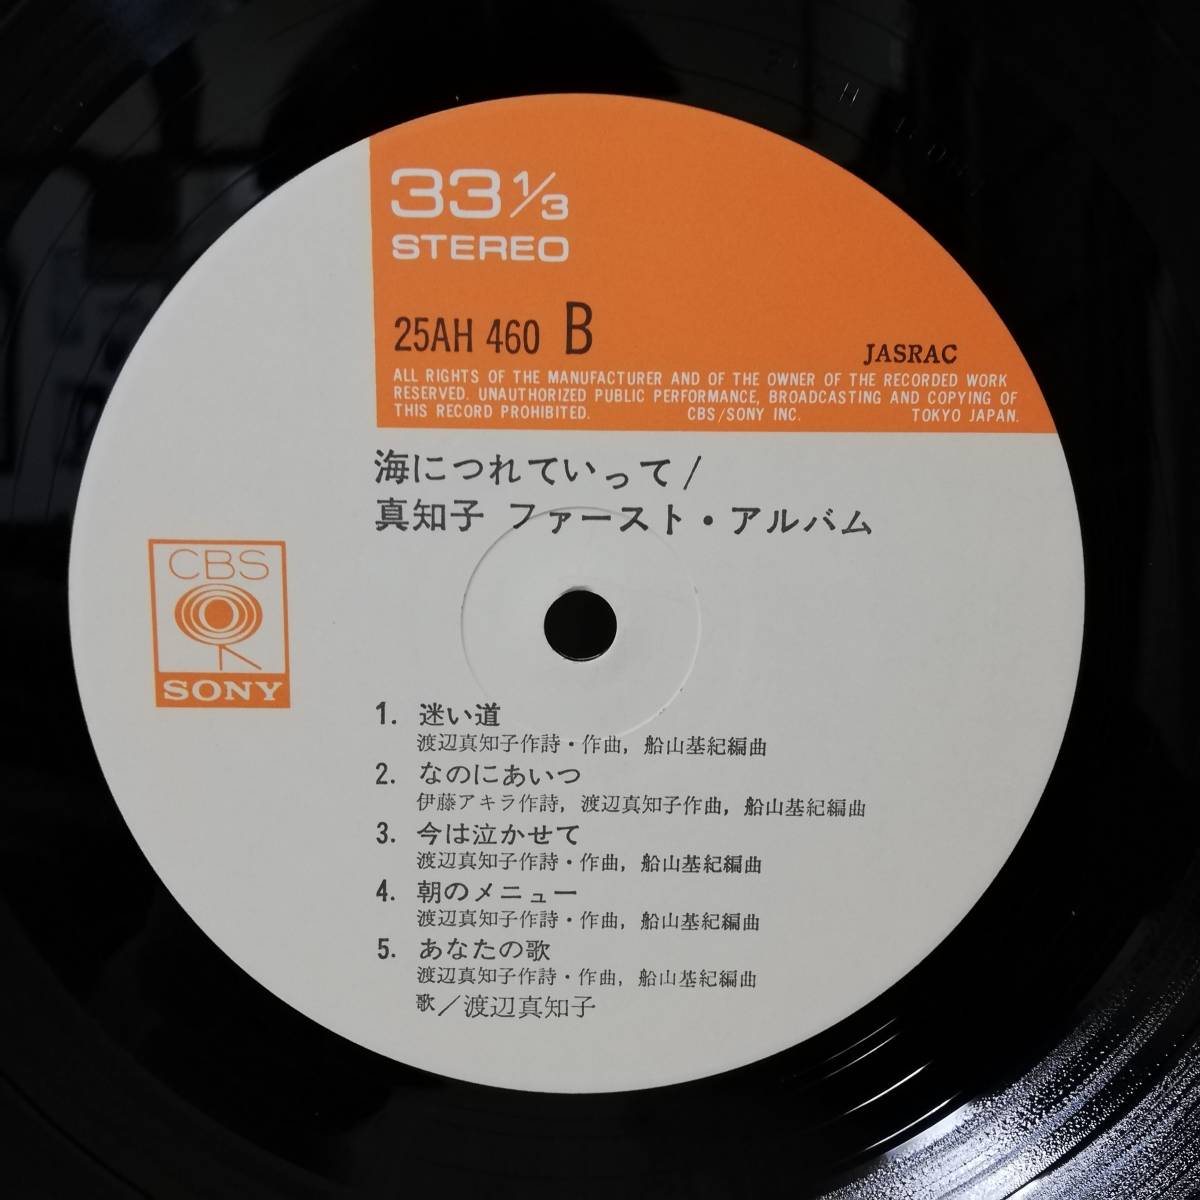 33 1/3
STEREO
25AH 460 B
JASRAC
ALL RIGHTS OF THE MANUFACTURER AND OF THE OWNER OF THE RECORDED WORK
RESERVED. UNAUTHORIZED PUBLIC PERFORMANCE, BROADCASTING AND COPYING OF
THIS RECORD PROHIBITED. CBS/SONY INC. TOKYO JAPAN.
海につれていって/
真知子 ファースト・アルバム
CBS
SONY
1. 迷い道
渡辺真知子作詩・作曲, 船山基紀編曲
2. なのにあいつ
伊藤アキラ作詩, 渡辺真知子作曲, 船山基紀編曲
3. 今は泣かせて
渡辺真知子作詩・作曲, 船山基紀編曲
4. 朝のメニュー
渡辺真知子作詩・作曲, 船山基紀編曲
5. あなたの歌
渡辺真知子作詩・作曲, 船山基紀編曲
歌/渡辺真知子